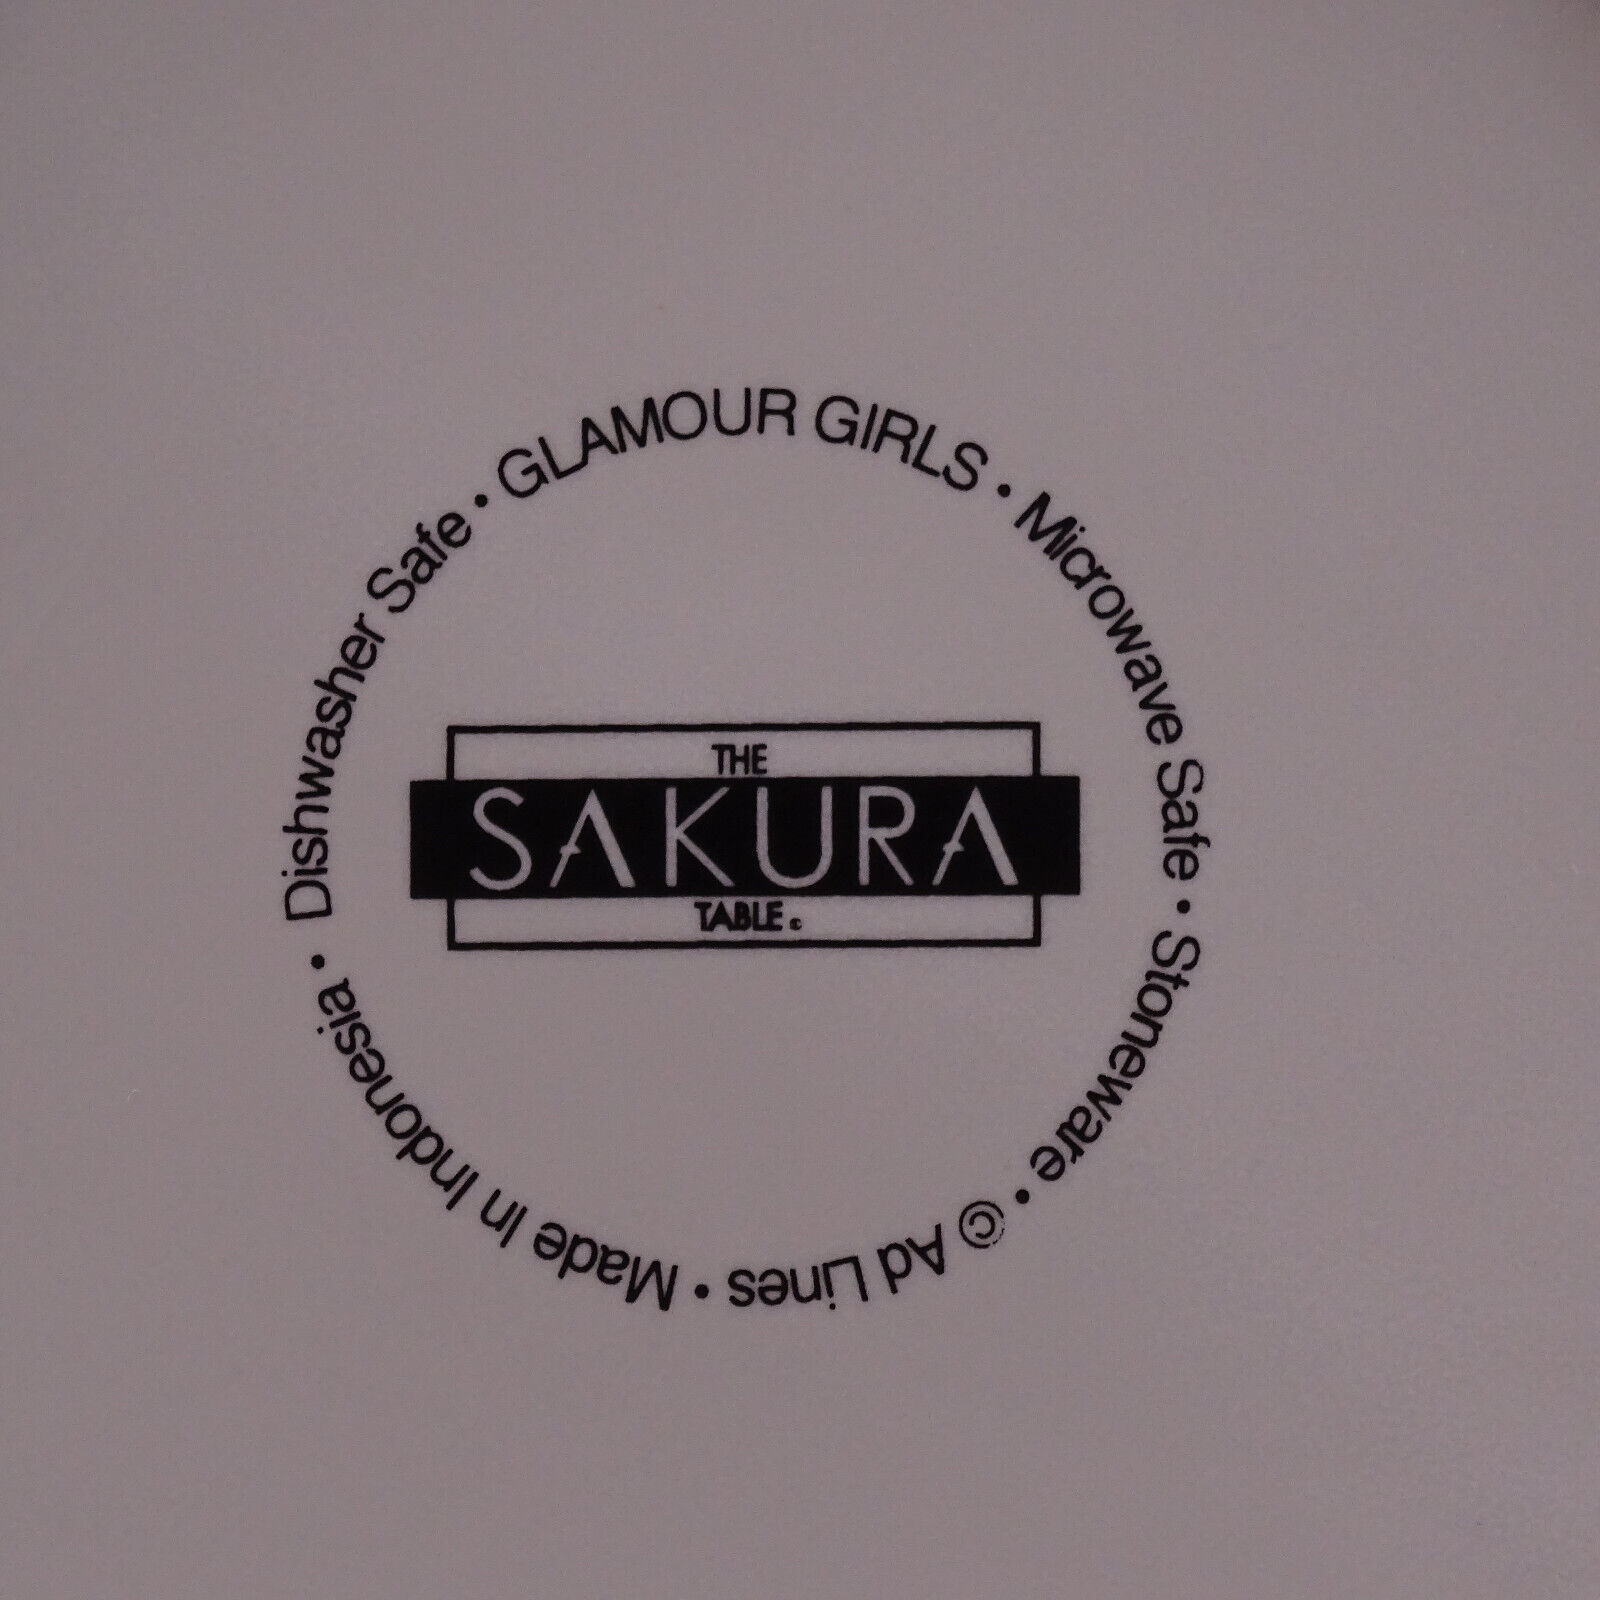 GLAMOUR GIRLS • Microwave Safe • Stoneware • © Ad Lines • Made In Indonesia • Dishwasher Safe •
THE
SAKURA
TABLE ©